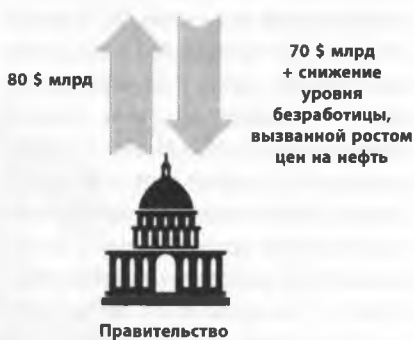 80 $ млрд
70 $ млрд
+ снижение
уровня
безработицы,
вызванной ростом
цен на нефть
Правительство